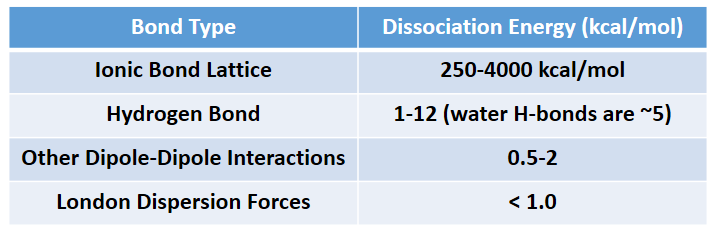 Bond Type Dissociation Energy (kcal/mol)
Ionic Bond Lattice 250-4000 kcal/mol
Hydrogen Bond 1-12 (water H-bonds are ~5)
Other Dipole-Dipole Interactions 0.5-2
London Dispersion Forces < 1.0